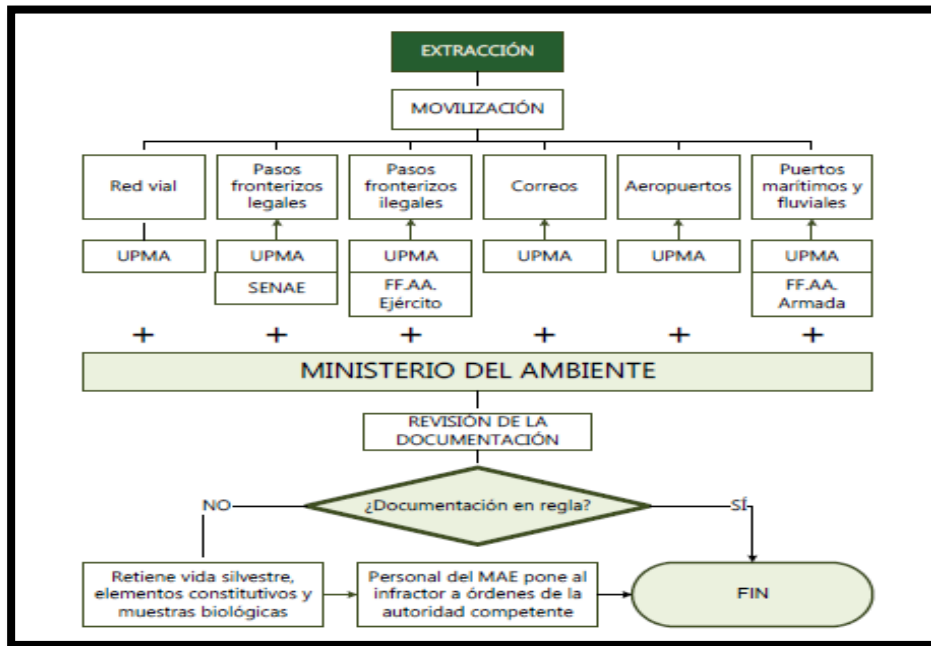 EXTRACCIÓN
MOVILIZACIÓN
Red vial
Pasos
fronterizos
legales
Pasos
fronterizos
ilegales
Correos
Aeropuertos
Puertos
marítimos y
fluviales
UPMA
UPMA
UPMA
UPMA
UPMA
UPMA
SENAE
FF.AA.
Ejército
FF.AA.
Armada
+ + + + + +
MINISTERIO DEL AMBIENTE
REVISIÓN DE LA
DOCUMENTACIÓN
¿Documentación en regla?
NO
SÍ
Retiene vida silvestre,
elementos constitutivos y
muestras biológicas
Personal del MAE pone al
infractor a órdenes de la
autoridad competente
FIN